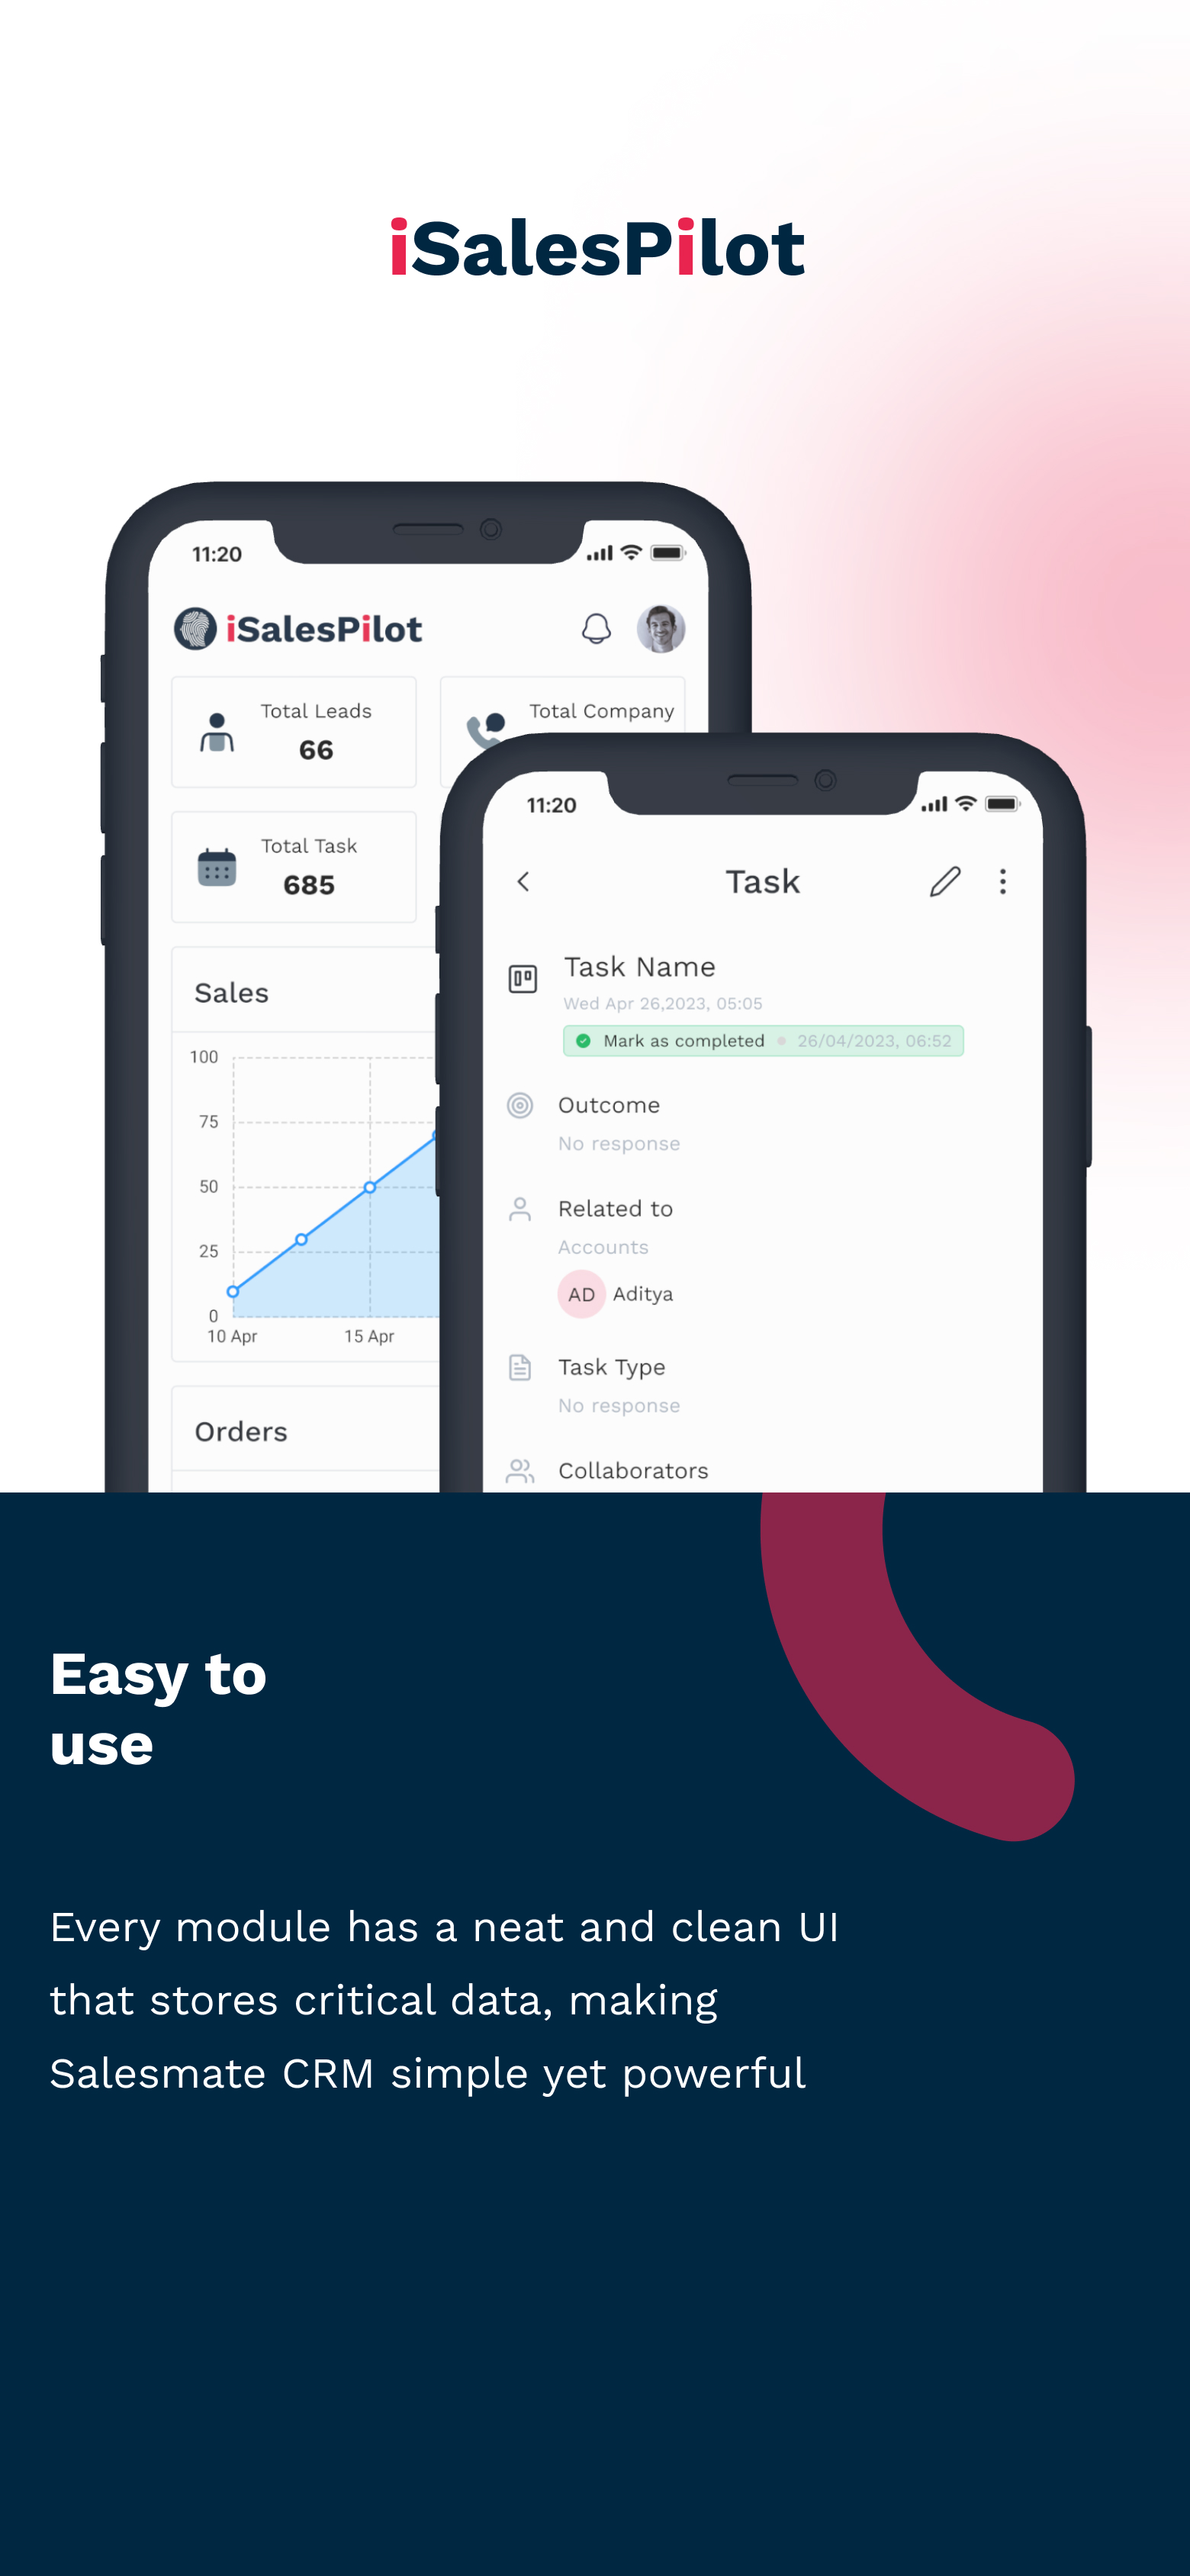 iSalesPilot
11:20
iSalesPilot
Total Leads
66
Total Company
Total Task
685
Sales
100
75
50
25
0
10 Apr
15 Apr
Orders
11:20
Task
Task Name
Wed Apr 26,2023, 05:05
Mark as completed 26/04/2023, 06:52
Outcome
No response
Related to
Accounts
AD Aditya
Task Type
No response
Collaborators
Easy to
use
Every module has a neat and clean UI
that stores critical data, making
Salesmate CRM simple yet powerful